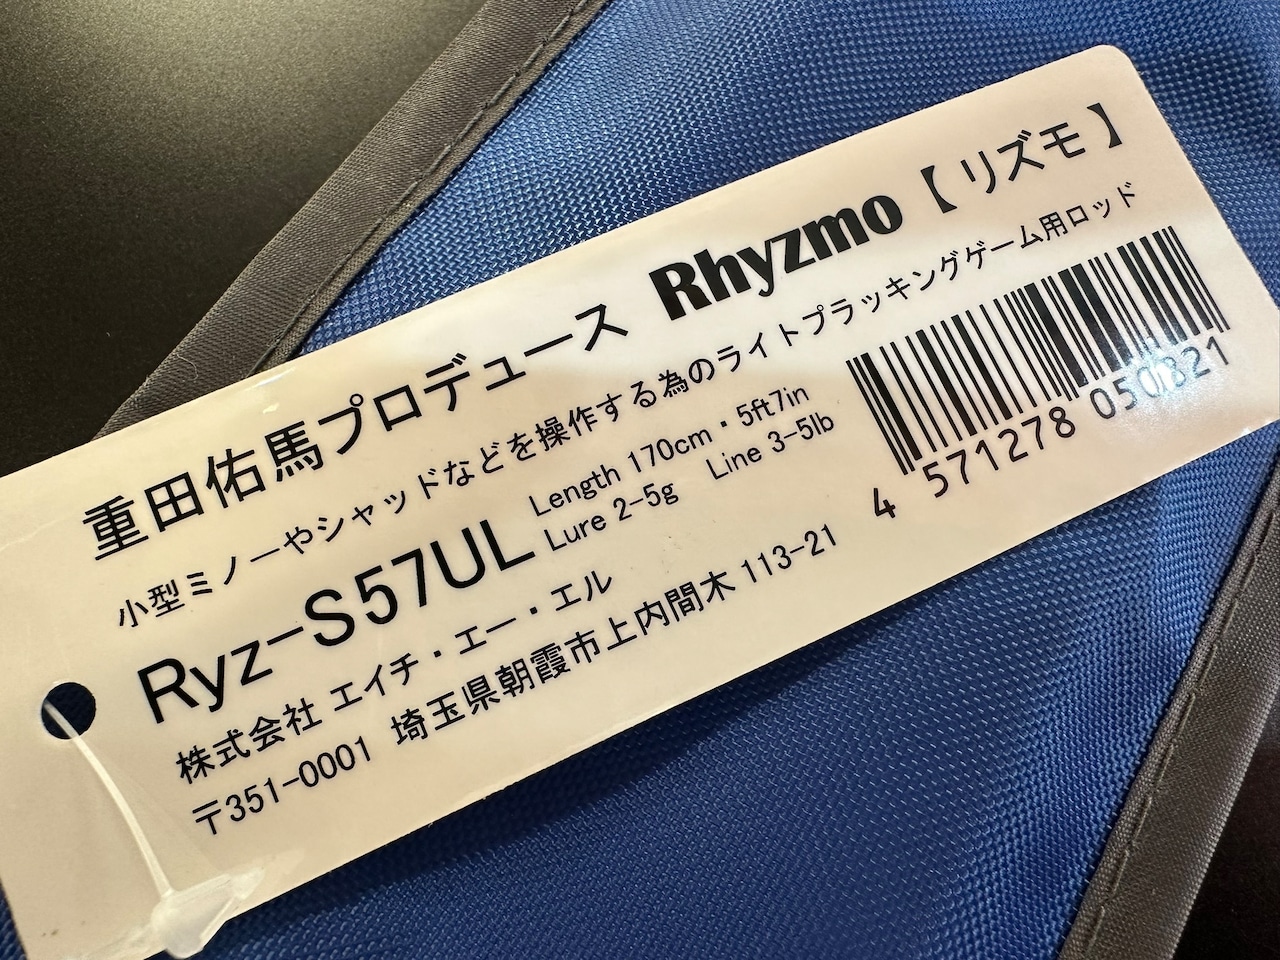 重田佑馬プロデュース Rhyzmo【リズモ】
小型ミノーやシャッドなどを操作する為のライトプラッキングゲーム用ロッド
Ryz-S57UL
Length 170cm・5ft7in
Lure 2-5g Line 3-5lb
株式会社 エイチ・エー・エル
〒351-0001 埼玉県朝霞市上内間木 113-21
4 571278 050321